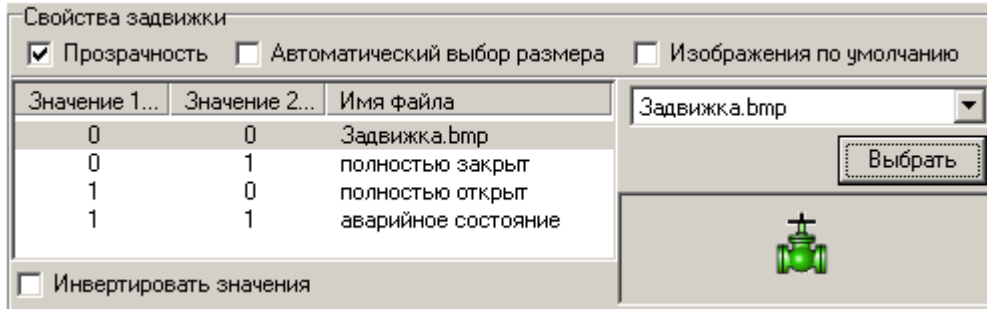 Свойства задвижки
Прозрачность Автоматический выбор размера Изображения по умолчанию
Значение 1... Значение 2... Имя файла
0 0 Задвижка.bmp
0 1 полностью закрыт
1 0 полностью открыт
1 1 аварийное состояние
Инвертировать значения
Задвижка.bmp
Выбрать